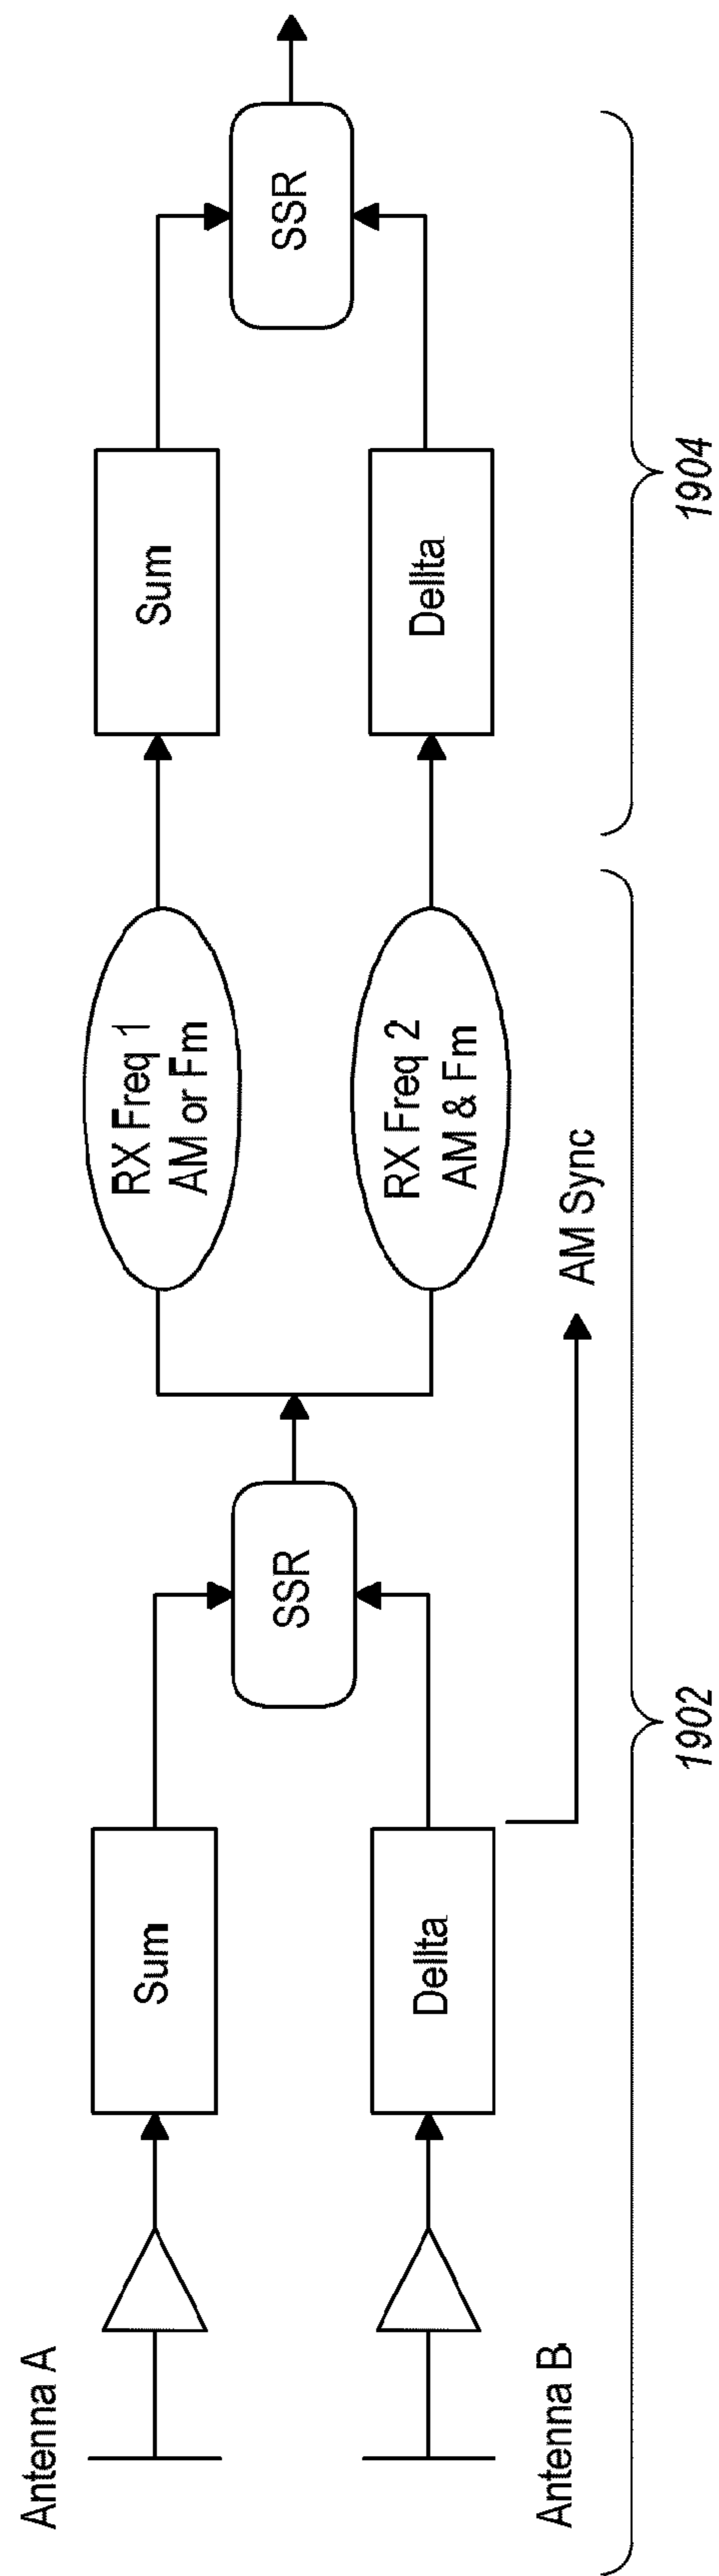 Antenna A
Sum
SSR
RX Freq 1
AM or Fm
Sum
SSR
Antenna B
Dellta
AM Sync
RX Freq 2
AM & Fm
Dellta
1902
1904